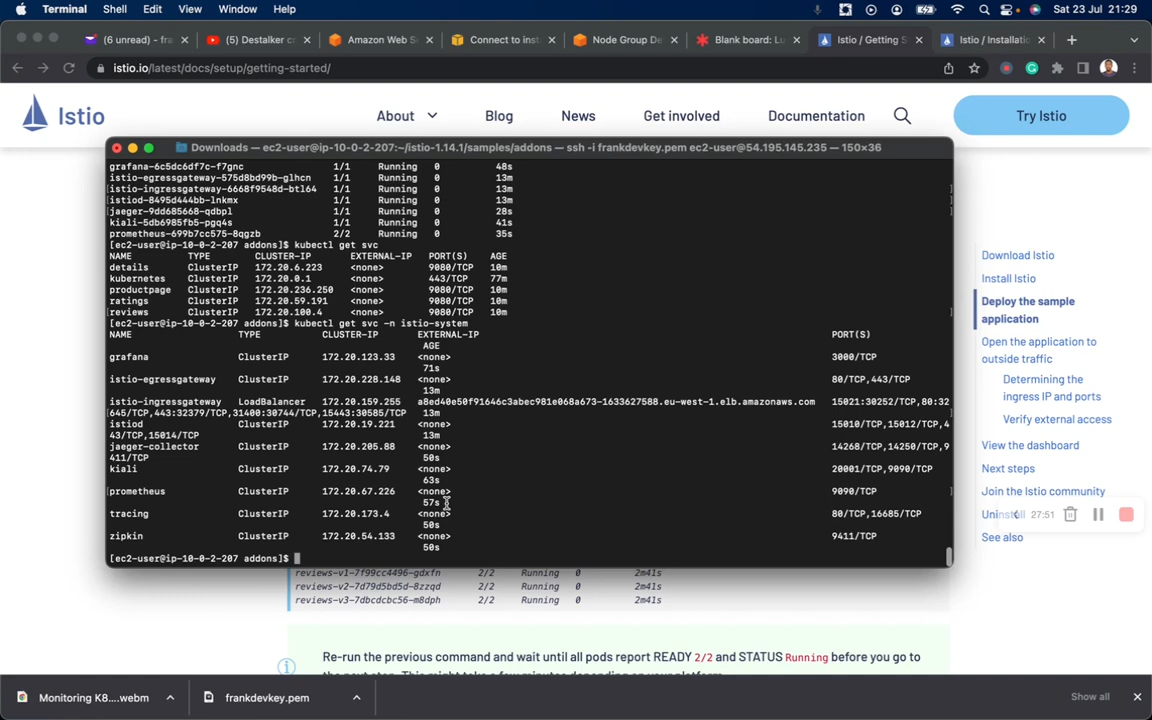 Terminal Shell Edit View Window Help Sat 23 Jul 21:29
(6 unread) - fra (5) Destalker c Amazon Web S Connect to inst Node Group De Blank board: Lu Istio / Getting S Istio / Installatio
istio.io/latest/docs/setup/getting-started/
Istio About Blog News Get involved Documentation Try Istio
Downloads — ec2-user@ip-10-0-2-207:~/istio-1.14.1/samples/addons — ssh -i frankdevkey.pem ec2-user@54.195.145.235 — 150×36
grafana-6c5dc6df7c-f7gnc 1/1 Running 0 48s
istio-egressgateway-575d8bd99b-glhcn 1/1 Running 0 13m
istio-ingressgateway-6668f9548d-btl64 1/1 Running 0 13m
istiod-8495d444bb-lnkmx 1/1 Running 0 13m
jaeger-9dd685668-qdbpl 1/1 Running 0 28s
kiali-5db6985fb5-pgq4s 1/1 Running 0 41s
prometheus-699b7cc575-8qgzb 2/2 Running 0 35s
[ec2-user@ip-10-0-2-207 addons]$ kubectl get svc
NAME TYPE CLUSTER-IP EXTERNAL-IP PORT(S) AGE
details ClusterIP 172.20.6.223 <none> 9080/TCP 10m
kubernetes ClusterIP 172.20.0.1 <none> 443/TCP 77m
productpage ClusterIP 172.20.236.250 <none> 9080/TCP 10m
ratings ClusterIP 172.20.59.191 <none> 9080/TCP 10m
reviews ClusterIP 172.20.100.4 <none> 9080/TCP 10m
[ec2-user@ip-10-0-2-207 addons]$ kubectl get svc -n istio-system
NAME TYPE CLUSTER-IP EXTERNAL-IP PORT(S)
AGE
grafana ClusterIP 172.20.123.33 <none> 3000/TCP
71s
istio-egressgateway ClusterIP 172.20.228.148 <none> 80/TCP,443/TCP
13m
istio-ingressgateway LoadBalancer 172.20.159.255 a8ed40e50f91646c3abec981e068a673-1633627588.eu-west-1.elb.amazonaws.com 15021:30252/TCP,80:32
645/TCP,443:32379/TCP,31400:30744/TCP,15443:30585/TCP 13m
istiod ClusterIP 172.20.19.221 <none> 15010/TCP,15012/TCP,4
43/TCP,15014/TCP 13m
jaeger-collector ClusterIP 172.20.205.88 <none> 14268/TCP,14250/TCP,9
411/TCP 50s
kiali ClusterIP 172.20.74.79 <none> 20001/TCP,9090/TCP
63s
prometheus ClusterIP 172.20.67.226 <none> 9090/TCP
57s
tracing ClusterIP 172.20.173.4 <none> 80/TCP,16685/TCP
50s
zipkin ClusterIP 172.20.54.133 <none> 9411/TCP
50s
[ec2-user@ip-10-0-2-207 addons]$
Download Istio
Install Istio
Deploy the sample
application
Open the application to
outside traffic
Determining the
ingress IP and ports
Verify external access
View the dashboard
Next steps
Join the Istio community
Uninstall
27:51
See also
reviews-v1-7f99cc4496-gdxfn 2/2 Running 0 2m41s
reviews-v2-7d79d5bd5d-8zzqd 2/2 Running 0 2m41s
reviews-v3-7dbcdcbc56-m8dph 2/2 Running 0 2m41s
Re-run the previous command and wait until all pods report READY 2/2 and STATUS Running before you go to
the next step. This might take a few minutes depending on your platform.
Monitoring K8....webm frankdevkey.pem Show all